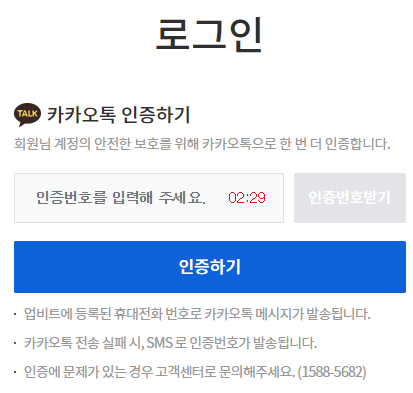 로그인
TALK 카카오톡 인증하기
회원님 계정의 안전한 보호를 위해 카카오톡으로 한 번 더 인증합니다.
인증번호를 입력해 주세요. 02:29 인증번호받기
인증하기
· 업비트에 등록된 휴대전화 번호로 카카오톡 메시지가 발송됩니다.
· 카카오톡 전송 실패 시, SMS 로 인증번호가 발송됩니다.
· 인증에 문제가 있는 경우 고객센터로 문의해주세요. (1588-5682)